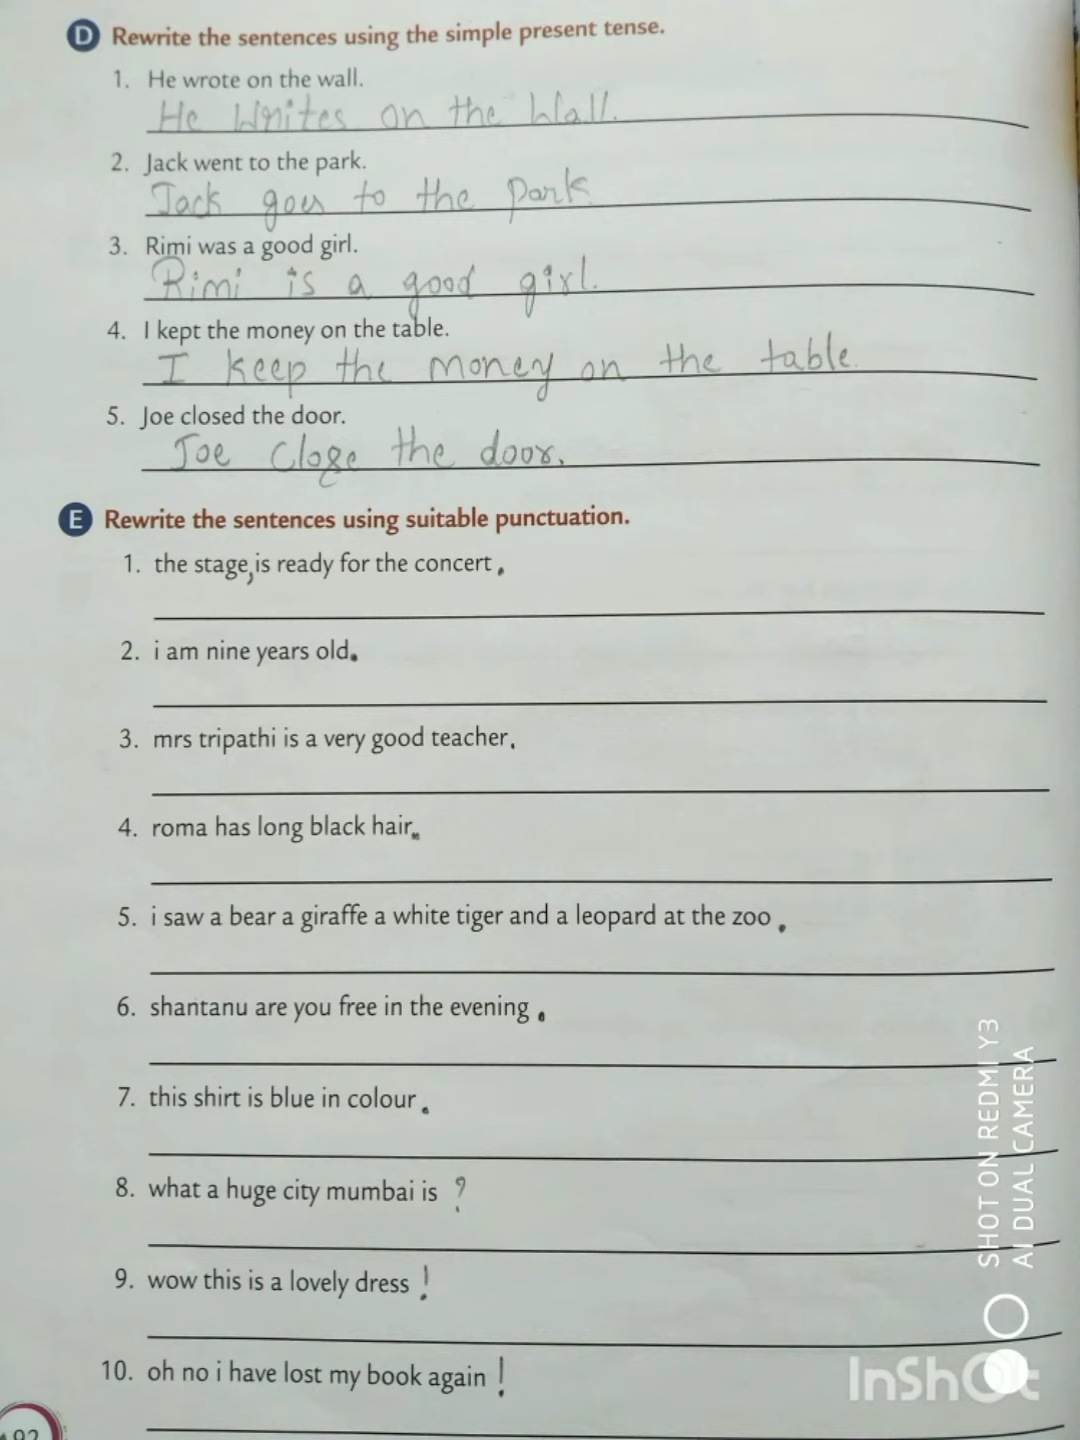 D Rewrite the sentences using the simple present tense.
1. He wrote on the wall.
He Writes on the Wall.
2. Jack went to the park.
Jack goes to the park
3. Rimi was a good girl.
Rimi is a good girl.
4. I kept the money on the table.
I keep the money on the table.
5. Joe closed the door.
Joe Close the door.
E Rewrite the sentences using suitable punctuation.
1. the stage, is ready for the concert.
2. i am nine years old.
3. mrs tripathi is a very good teacher.
4. roma has long black hair.
5. i saw a bear a giraffe a white tiger and a leopard at the zoo.
6. shantanu are you free in the evening.
7. this shirt is blue in colour.
8. what a huge city mumbai is ?
9. wow this is a lovely dress !
10. oh no i have lost my book again !
SHOT ON REDMI Y3
AI DUAL CAMERA
InShot
92